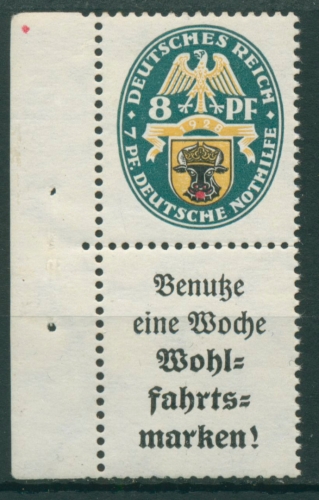 DEUTSCHES REICH
8 PF
1928
7 PF. DEUTSCHE NOTHILFE
Benutze
eine Woche
Wohl=
fahrts=
marken!